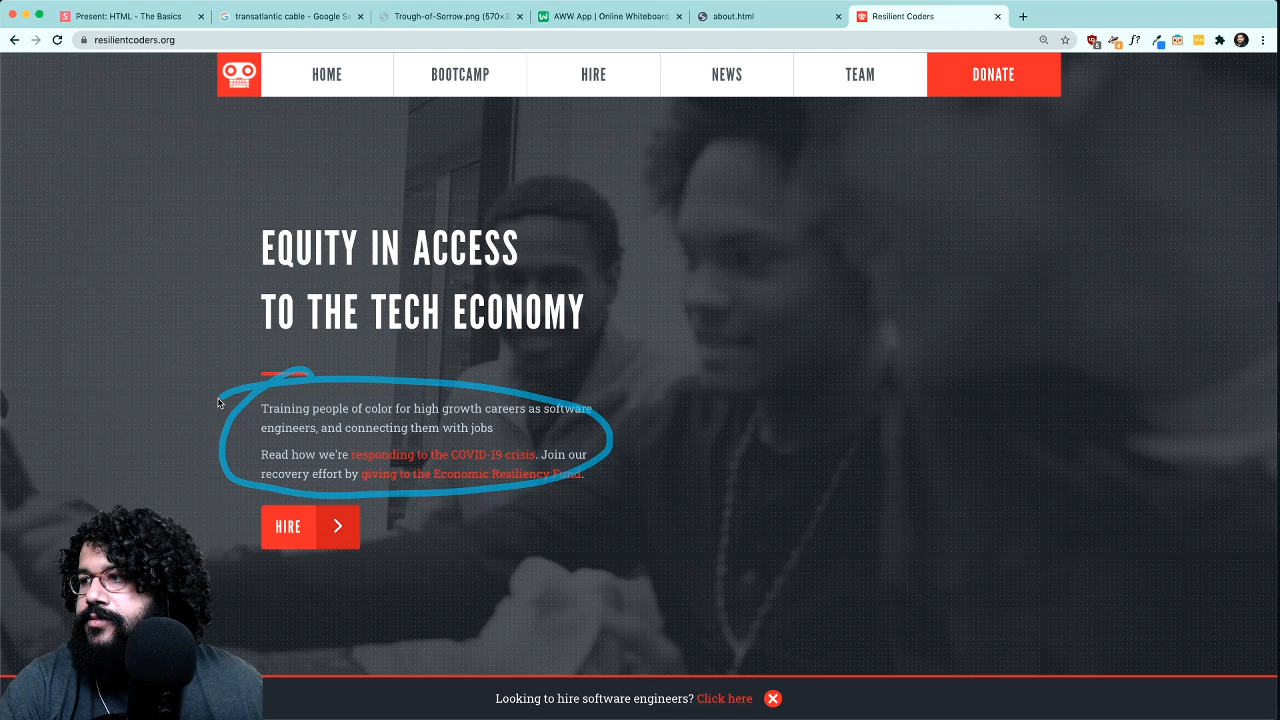 Present: HTML - The Basics
transatlantic cable - Google Se
Trough-of-Sorrow.png (570×3
AWW App | Online Whiteboard
about.html
Resilient Coders
resilientcoders.org
HOME
BOOTCAMP
HIRE
NEWS
TEAM
DONATE
EQUITY IN ACCESS
TO THE TECH ECONOMY
Training people of color for high growth careers as software
engineers, and connecting them with jobs
Read how we're responding to the COVID-19 crisis. Join our
recovery effort by giving to the Economic Resiliency Fund.
HIRE
Looking to hire software engineers? Click here